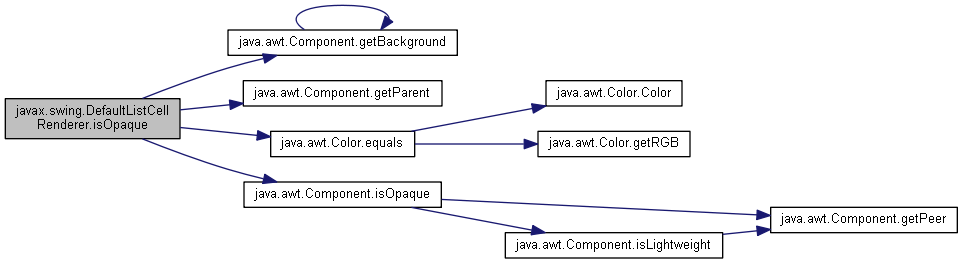 java.awt.Component.getBackground
java.awt.Component.getParent
java.awt.Color.Color
javax.swing.DefaultListCell
Renderer.isOpaque
java.awt.Color.equals
java.awt.Color.getRGB
java.awt.Component.isOpaque
java.awt.Component.getPeer
java.awt.Component.isLightweight